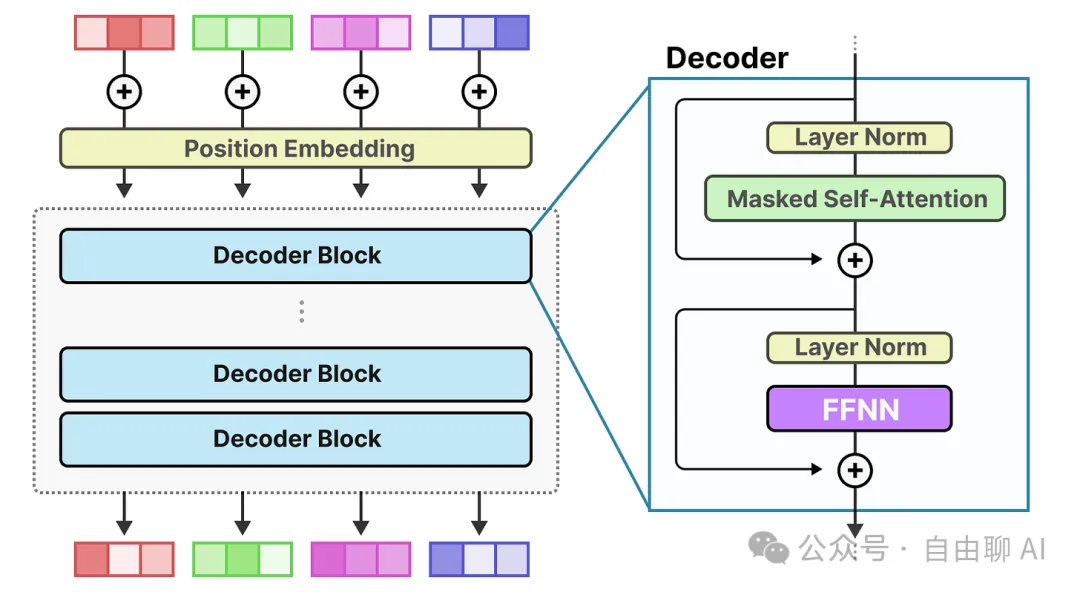 Position Embedding
Decoder Block
Decoder Block
Decoder Block
Decoder
Layer Norm
Masked Self-Attention
Layer Norm
FFNN
公众号 · 自由聊 AI